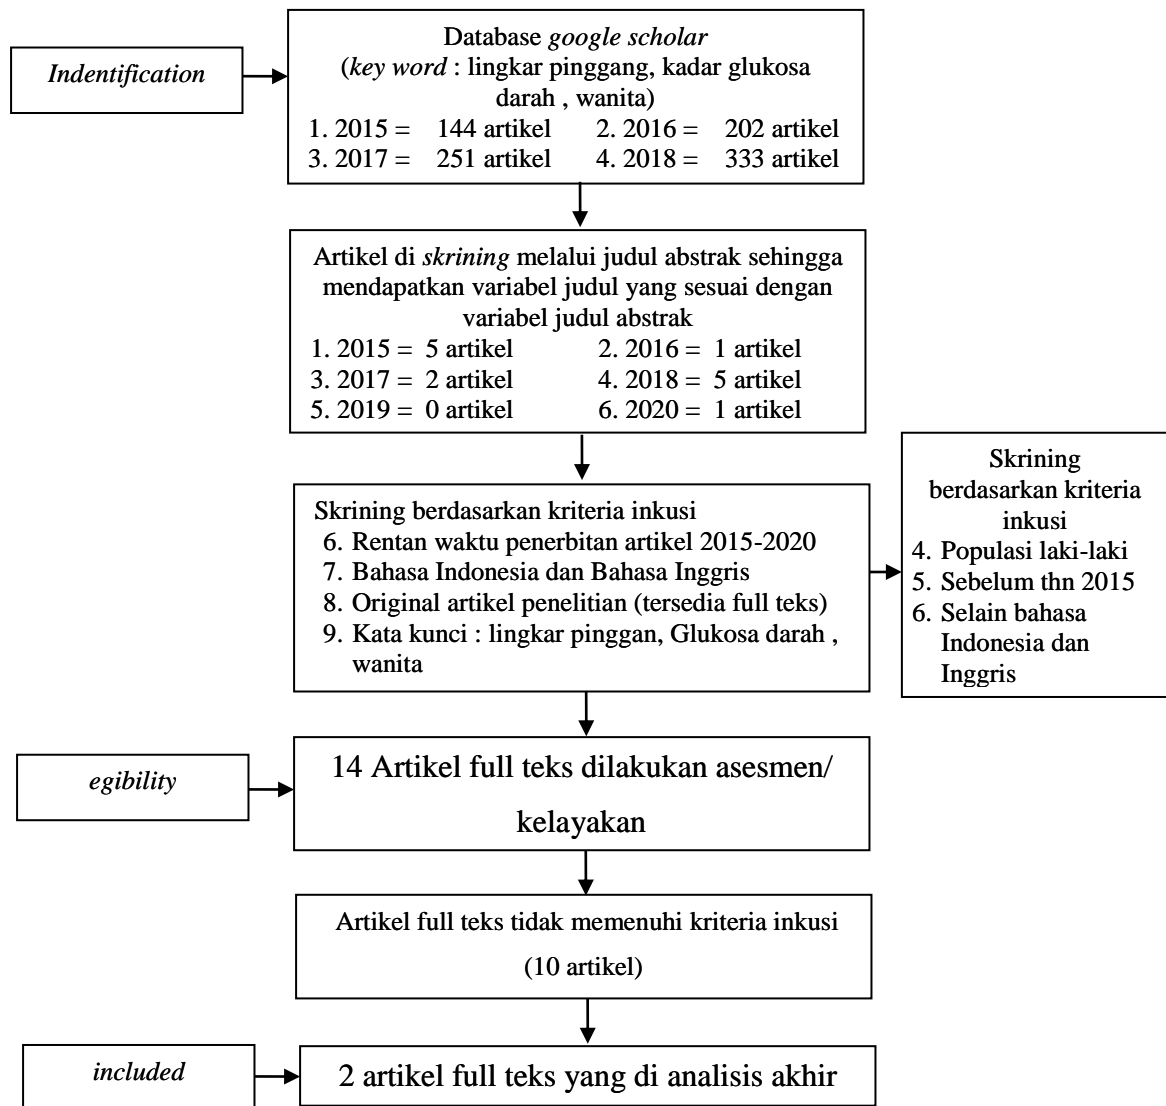 Indentification
Database google scholar
(key word : lingkar pinggang, kadar glukosa
darah , wanita)
1. 2015 = 144 artikel 2. 2016 = 202 artikel
3. 2017 = 251 artikel 4. 2018 = 333 artikel
Artikel di skrining melalui judul abstrak sehingga
mendapatkan variabel judul yang sesuai dengan
variabel judul abstrak
1. 2015 = 5 artikel 2. 2016 = 1 artikel
3. 2017 = 2 artikel 4. 2018 = 5 artikel
5. 2019 = 0 artikel 6. 2020 = 1 artikel
Skrining berdasarkan kriteria inkusi
6. Rentan waktu penerbitan artikel 2015-2020
7. Bahasa Indonesia dan Bahasa Inggris
8. Original artikel penelitian (tersedia full teks)
9. Kata kunci : lingkar pinggan, Glukosa darah ,
wanita
Skrining
berdasarkan kriteria
inkusi
4. Populasi laki-laki
5. Sebelum thn 2015
6. Selain bahasa
Indonesia dan
Inggris
egibility
14 Artikel full teks dilakukan asesmen/
kelayakan
Artikel full teks tidak memenuhi kriteria inkusi
(10 artikel)
included
2 artikel full teks yang di analisis akhir